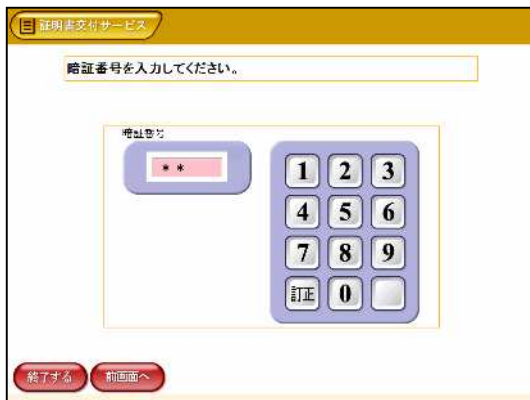 証明書交付サービス
暗証番号を入力してください。
暗証番号
* *
1 2 3
4 5 6
7 8 9
訂正 0
終了する 前画面へ